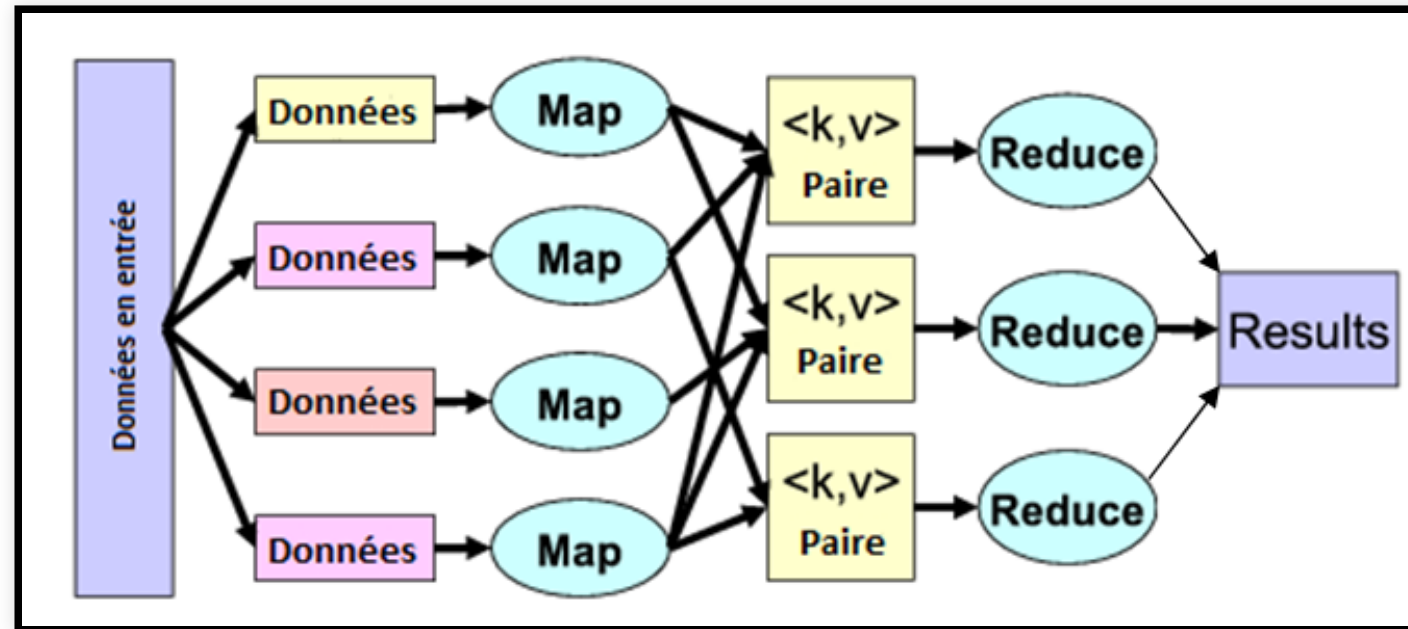 Données en entrée
Données
Données
Données
Données
Map
Map
Map
Map
<k,v>
Paire
<k,v>
Paire
<k,v>
Paire
Reduce
Reduce
Reduce
Results